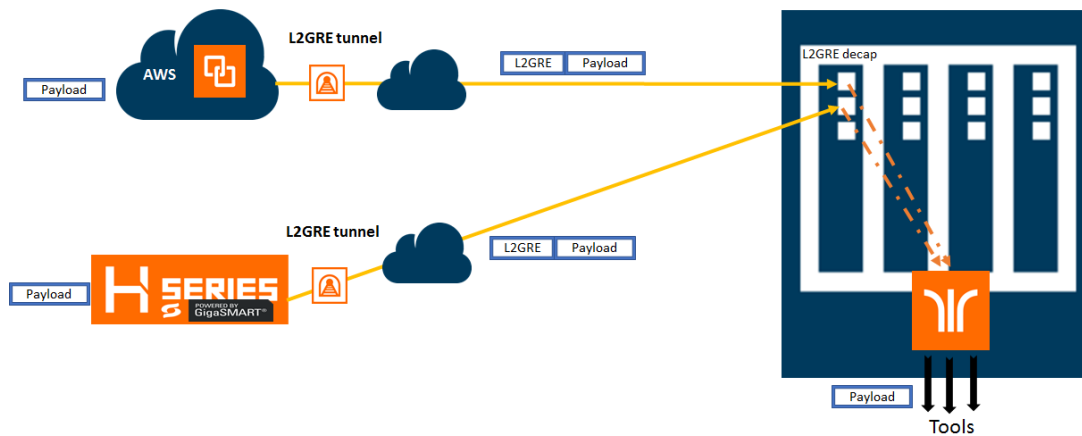 L2GRE tunnel
L2GRE Payload
L2GRE decap
AWS
Payload
L2GRE tunnel
L2GRE Payload
Payload
H SERIES
POWERED BY
GigaSMART®
Payload
Tools